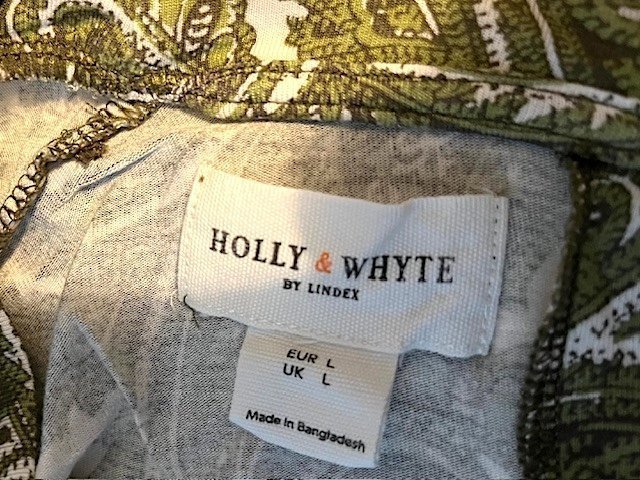 HOLLY & WHYTE
BY LINDEX
EUR L
UK L
Made in Bangladesh